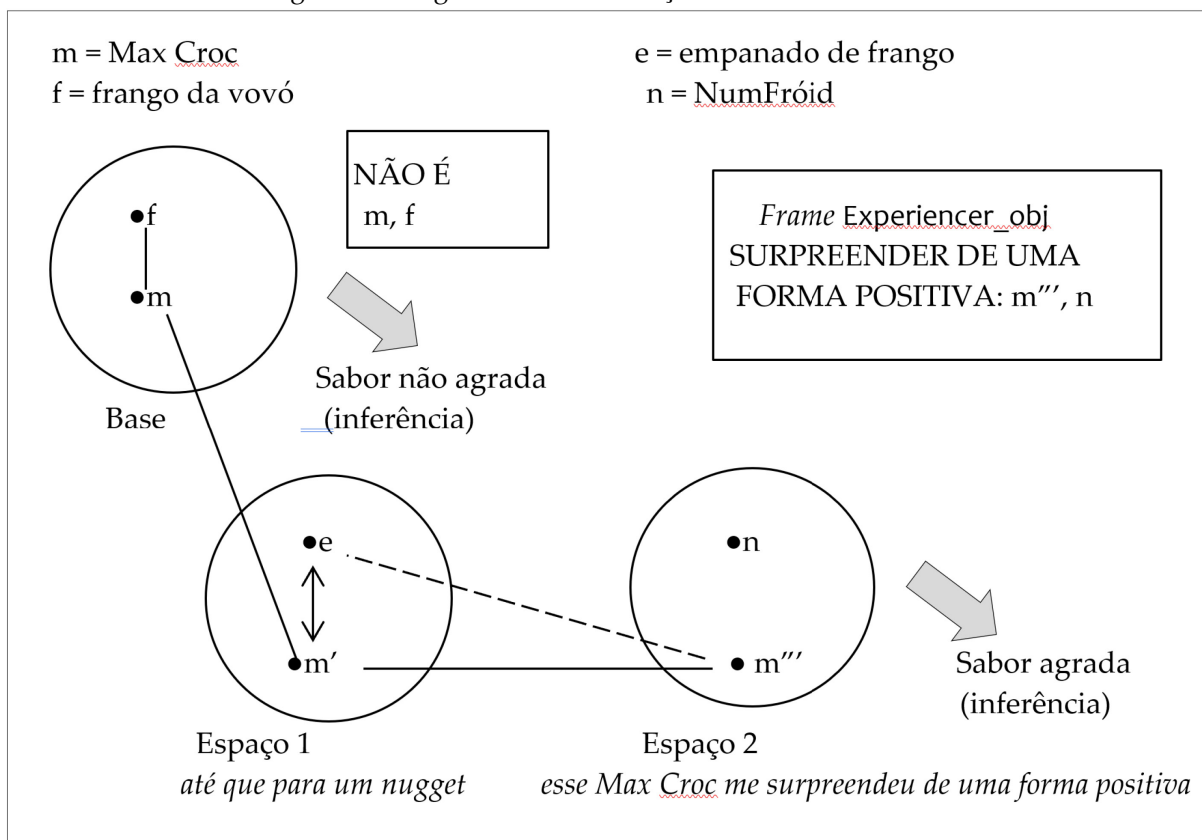 m = Max Croc
f = frango da vovó
e = empanado de frango
n = NumFróid
NÃO É
m, f
●f
●m
Frame Experiencer_obj
SURPREENDER DE UMA
FORMA POSITIVA: m"', n
Sabor não agrada
(inferência)
Base
●e
●m'
●n
● m"'
Sabor agrada
(inferência)
Espaço 1
até que para um nugget
Espaço 2
esse Max Croc me surpreendeu de uma forma positiva